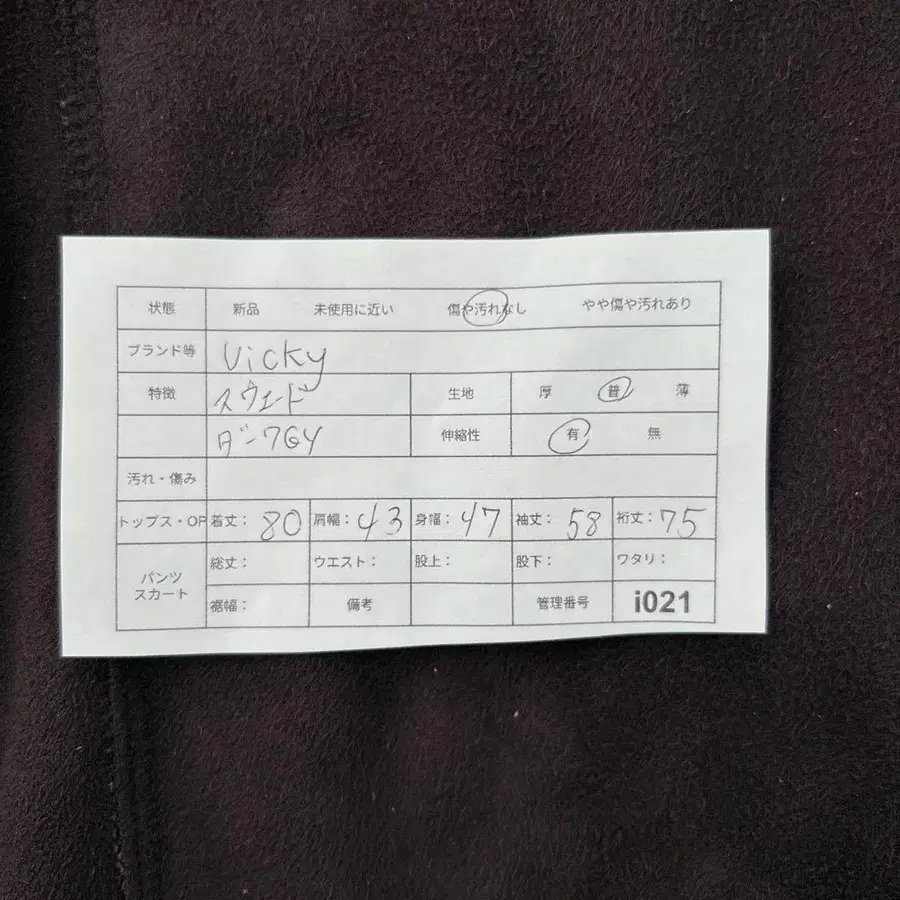 状態 新品 未使用に近い 傷や汚れなし やや傷や汚れあり
ブランド等 Vicky
特徴 スウェード 生地 厚 普 薄
ダークGY 伸縮性 有 無
汚れ・傷み
トップス・OP 着丈：80 肩幅：43 身幅：47 袖丈：58 裄丈：75
パンツ スカート 総丈： ウエスト： 股上： 股下： ワタリ：
裾幅： 備考 管理番号 i021